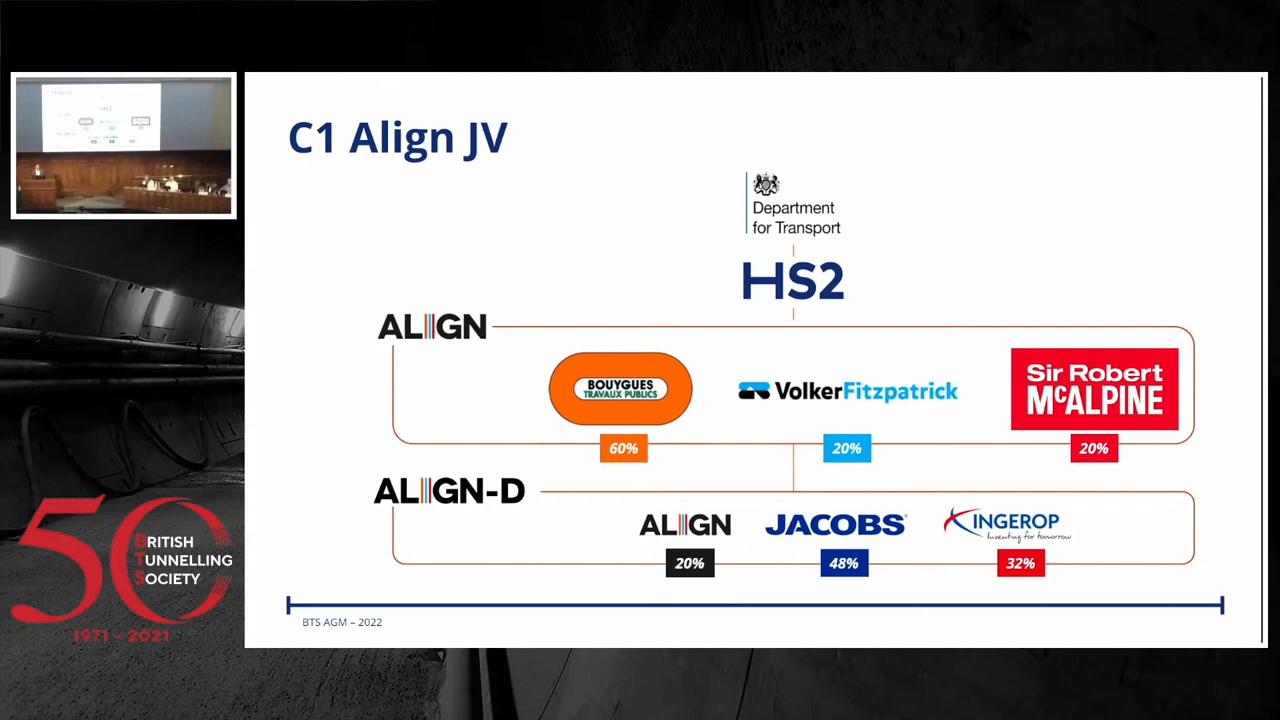 C1 Align JV
Department
for Transport
HS2
ALIGN
BOUYGUES
TRAVAUX PUBLICS
VolkerFitzpatrick
Sir Robert
McALPINE
60%
20%
20%
ALIGN-D
ALIGN
JACOBS®
INGEROP
Inventing for tomorrow
20%
48%
32%
BTS AGM – 2022
50
BRITISH
TUNNELLING
SOCIETY
1971 – 2021